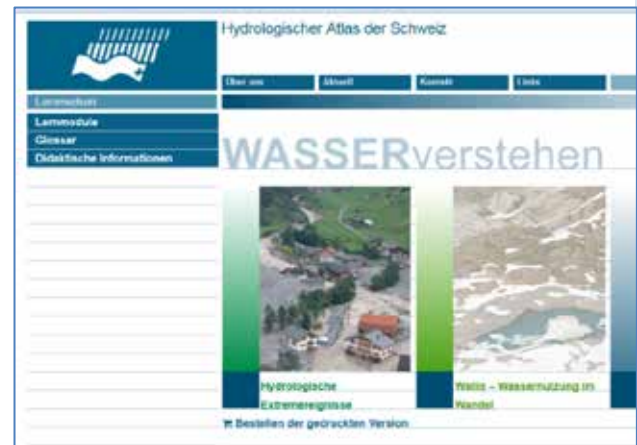 Hydrologischer Atlas der Schweiz
Über uns
Aktuell
Kontakt
Links
Lernmedium
Lernmodule
Glossar
Didaktische Informationen
WASSERverstehen
Hydrologische
Extremereignisse
Wallis – Wassernutzung im
Wandel
Bestellen der gedruckten Version